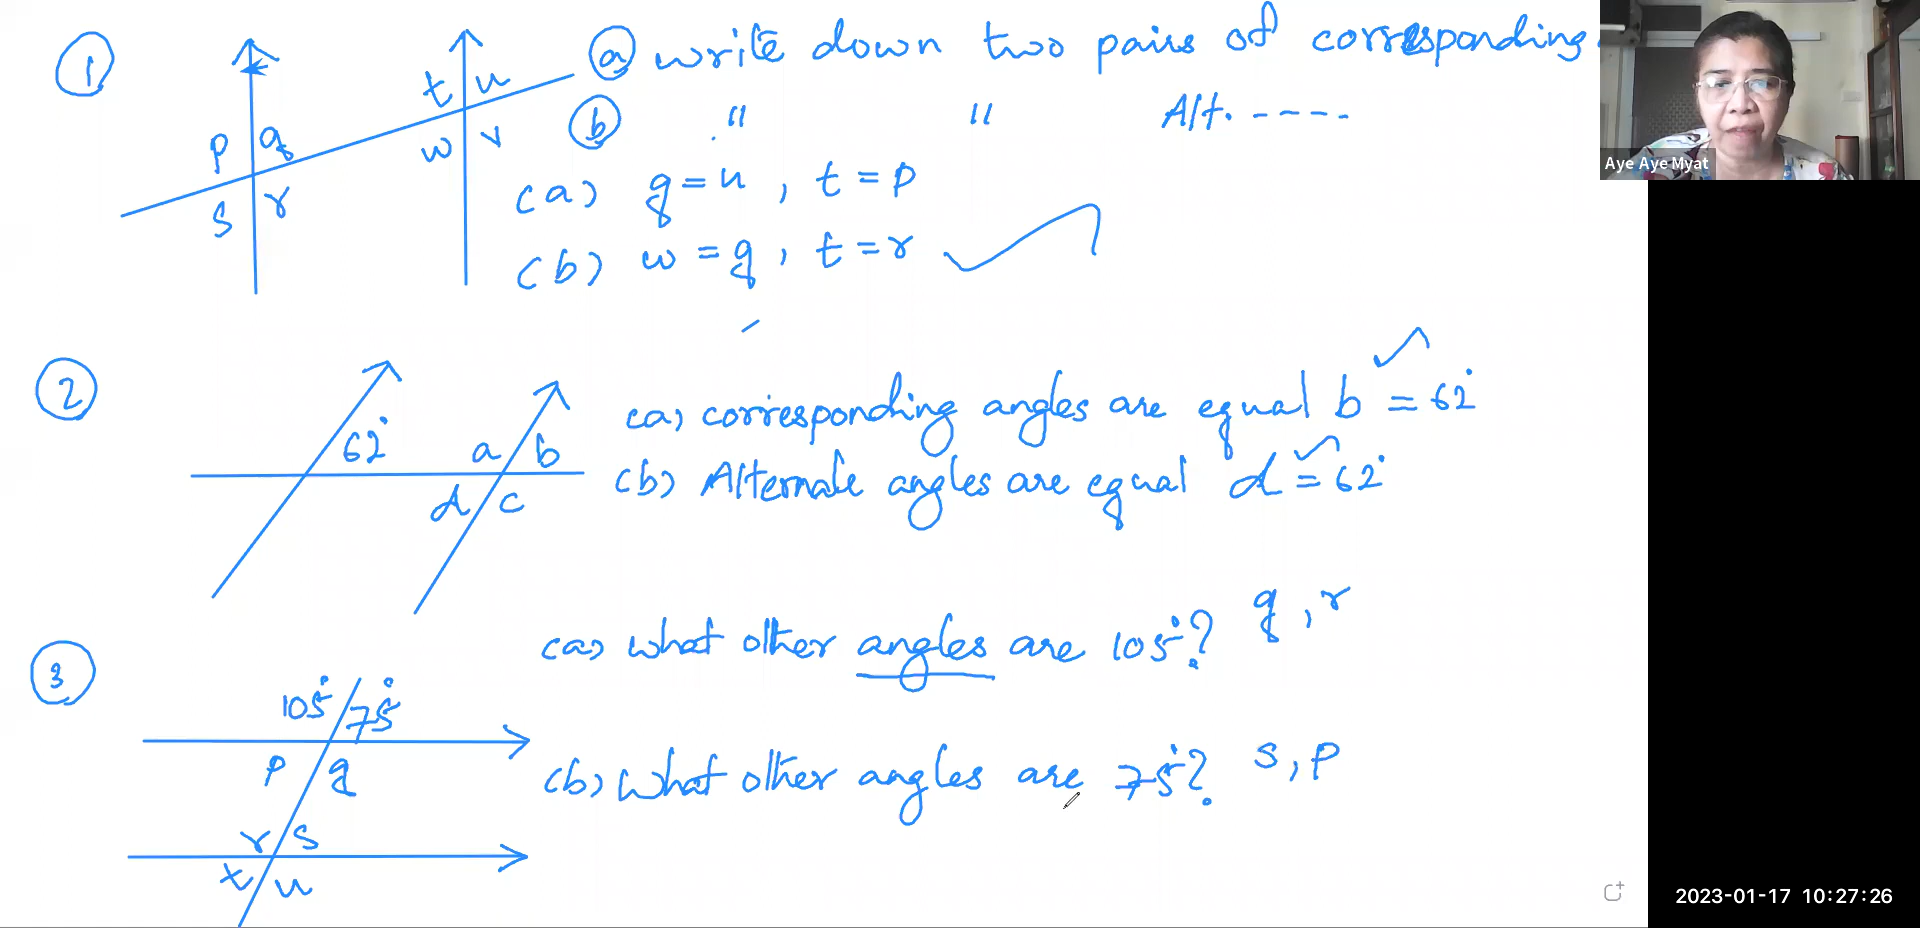 ① ⓐ write down two pairs of corresponding
t u
ⓑ " " Alt. ----
p q
w v
s r
(a) q = u , t = p
(b) w = q , t = r
Aye Aye Myat
②
62° a b
d c
(a) corresponding angles are equal b = 62°
(b) Alternate angles are equal d = 62°
③
105° 75°
p q
r s
t u
(a) what other angles are 105°? q , r
(b) What other angles are 75°? s , p
2023-01-17 10:27:26